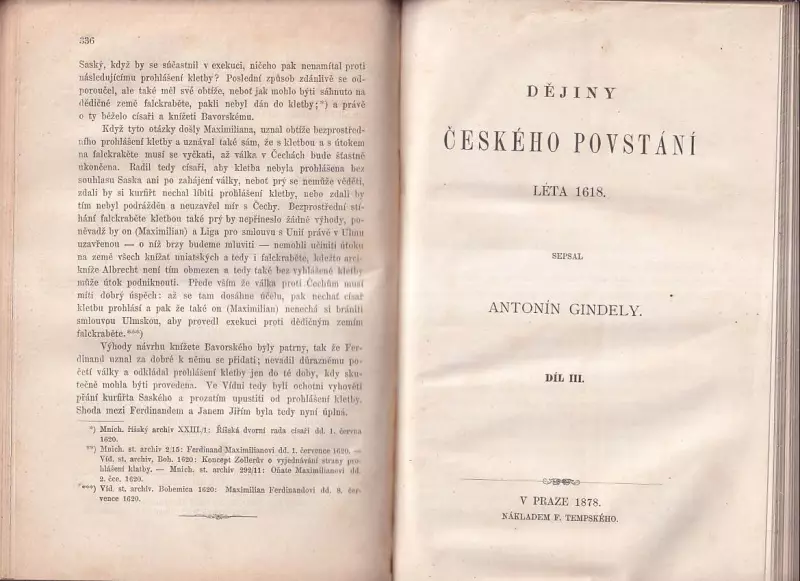 336
Saský, když by se súčastnil v exekuci, ničeho pak nenamítal proti
následujícímu prohlášení kletby? Poslední způsob zdánlivě se od-
poroučel, ale také měl své obtíže, neboť jak mohlo býti sáhnuto na
dědičné země falckraběte, pakli nebyl dán do kletby;*) a právě
o ty běželo císaři a knížeti Bavorskému.
Když tyto otázky došly Maximiliana, uznal obtíže bezprostřed-
ního prohlášení kletby a uznával také sám, že s kletbou a s útokem
na falckraběte musí se vyčkati, až válka v Čechách bude šťastně
ukončena. Radil tedy císaři, aby kletba nebyla prohlášena bez
souhlasu Saska ani po zahájení války, neboť prý se nemůže věděti,
zdali by si kurfiřt nechal líbiti prohlášení kletby, nebo zdali by
tím nebyl podrážděn a neuzavřel mír s Čechy. Bezprostřední stí-
hání falckraběte kletbou také prý by nepřineslo žádné výhody, po-
něvadž by on (Maximilian) a Liga pro smlouvu s Unií právě v Ulmu
uzavřenou — o níž brzy budeme mluviti — nemohli učiniti útoku
na země všech knížat uniatských a tedy i falckraběte, kdežto arci-
kníže Albrecht není tím obmezen a tedy také bez vyhlášené kletby
může útok podniknouti. Přede vším že válka proti Čechům musí
míti dobrý úspěch: až se tam dosáhne účelu, pak nechať císař
kletbu prohlásí a pak že také on (Maximilian) nenechá si brániti
smlouvou Ulmskou, aby provedl exekuci proti dědičným zemím
falckraběte.***)
Výhody návrhu knížete Bavorského byly patrny, tak že Fer-
dinand uznal za dobré k němu se přidati; nevadil důraznému po-
četí války a odkládal prohlášení kletby jen do té doby, kdy sku-
tečně mohla býti provedena. Ve Vídni tedy byli ochotni vyhověti
přání kurfiřta Saského a prozatím upustiti od prohlášení kletby.
Shoda mezi Ferdinandem a Janem Jiřím byla tedy nyní úplná.
*) Mnich. říšský archiv XXIII/1: Říšská dvorní rada císaři dd. 1. června
1620.
**) Mnich. st. archiv 2/15: Ferdinand Maximilianovi dd. 1. července 1620. —
Víd. st, archiv, Boh. 1620: Koncept Zollerův o vyjednávání strany pro-
hlášení klatby. — Mnich. st. archiv 292/11: Oňate Maximilianovi dd.
2. čce. 1620.
***) Víd. st. archiv. Bohemica 1620: Maximilian Ferdinandovi dd. 9. čer-
vence 1620.
DĚJINY
ČESKÉHO POVSTÁNÍ
LÉTA 1618.
SEPSAL
ANTONÍN GINDELY.
DÍL III.
V PRAZE 1878.
NÁKLADEM F. TEMPSKÉHO.